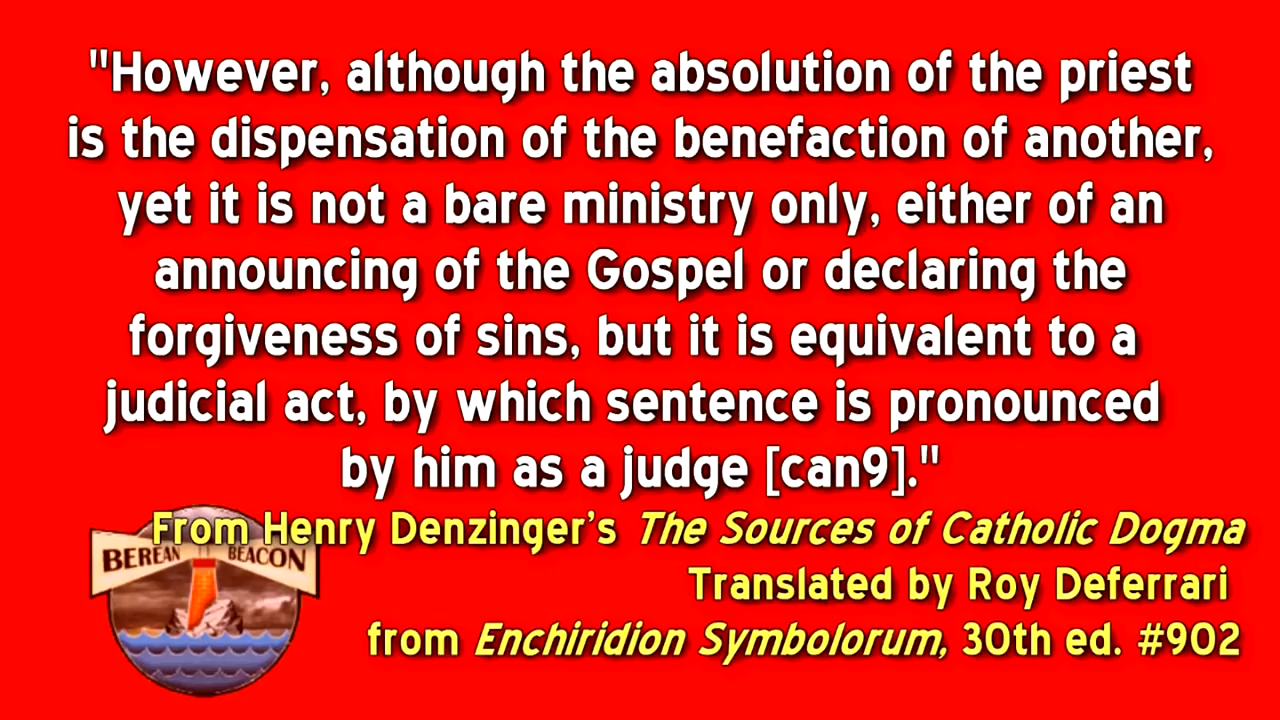 "However, although the absolution of the priest
is the dispensation of the benefaction of another,
yet it is not a bare ministry only, either of an
announcing of the Gospel or declaring the
forgiveness of sins, but it is equivalent to a
judicial act, by which sentence is pronounced
by him as a judge [can9]."
From Henry Denzinger's The Sources of Catholic Dogma
BEREAN BEACON
Translated by Roy Deferrari
from Enchiridion Symbolorum, 30th ed. #902